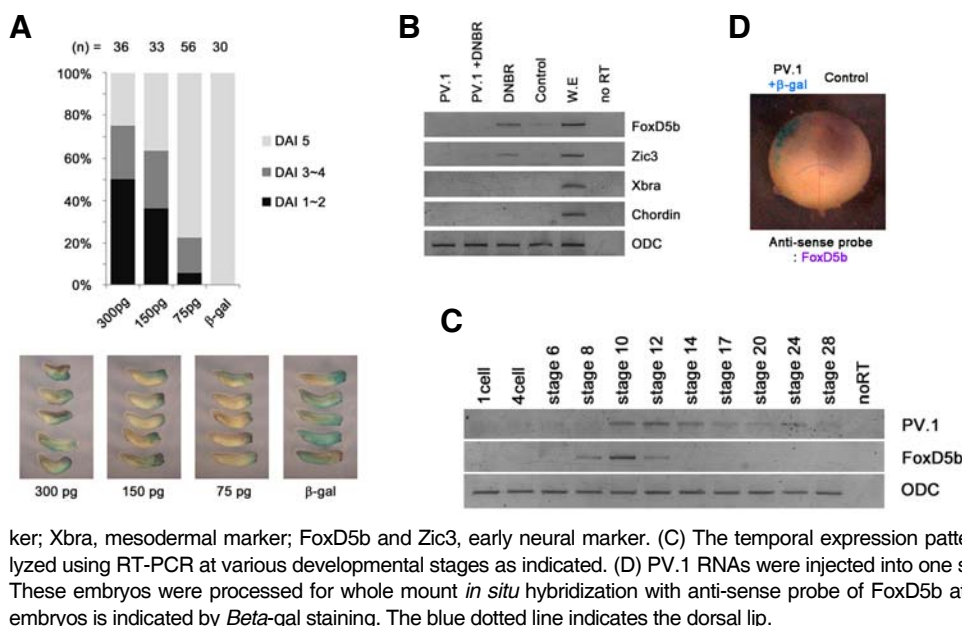 A
(n) = 36 33 56 30
100%
80%
60%
40%
20%
0%
300pg 150pg 75pg β-gal
DAI 5
DAI 3~4
DAI 1~2
300 pg 150 pg 75 pg β-gal
B
PV.1 PV.1 +DNBR DNBR Control W.E no RT
FoxD5b
Zic3
Xbra
Chordin
ODC
D
PV.1
+β-gal Control
Anti-sense probe
: FoxD5b
C
1cell 4cell stage 6 stage 8 stage 10 stage 12 stage 14 stage 17 stage 20 stage 24 stage 28 noRT
PV.1
FoxD5b
ODC
ker; Xbra, mesodermal marker; FoxD5b and Zic3, early neural marker. (C) The temporal expression patte
lyzed using RT-PCR at various developmental stages as indicated. (D) PV.1 RNAs were injected into one s
These embryos were processed for whole mount in situ hybridization with anti-sense probe of FoxD5b a
embryos is indicated by Beta-gal staining. The blue dotted line indicates the dorsal lip.